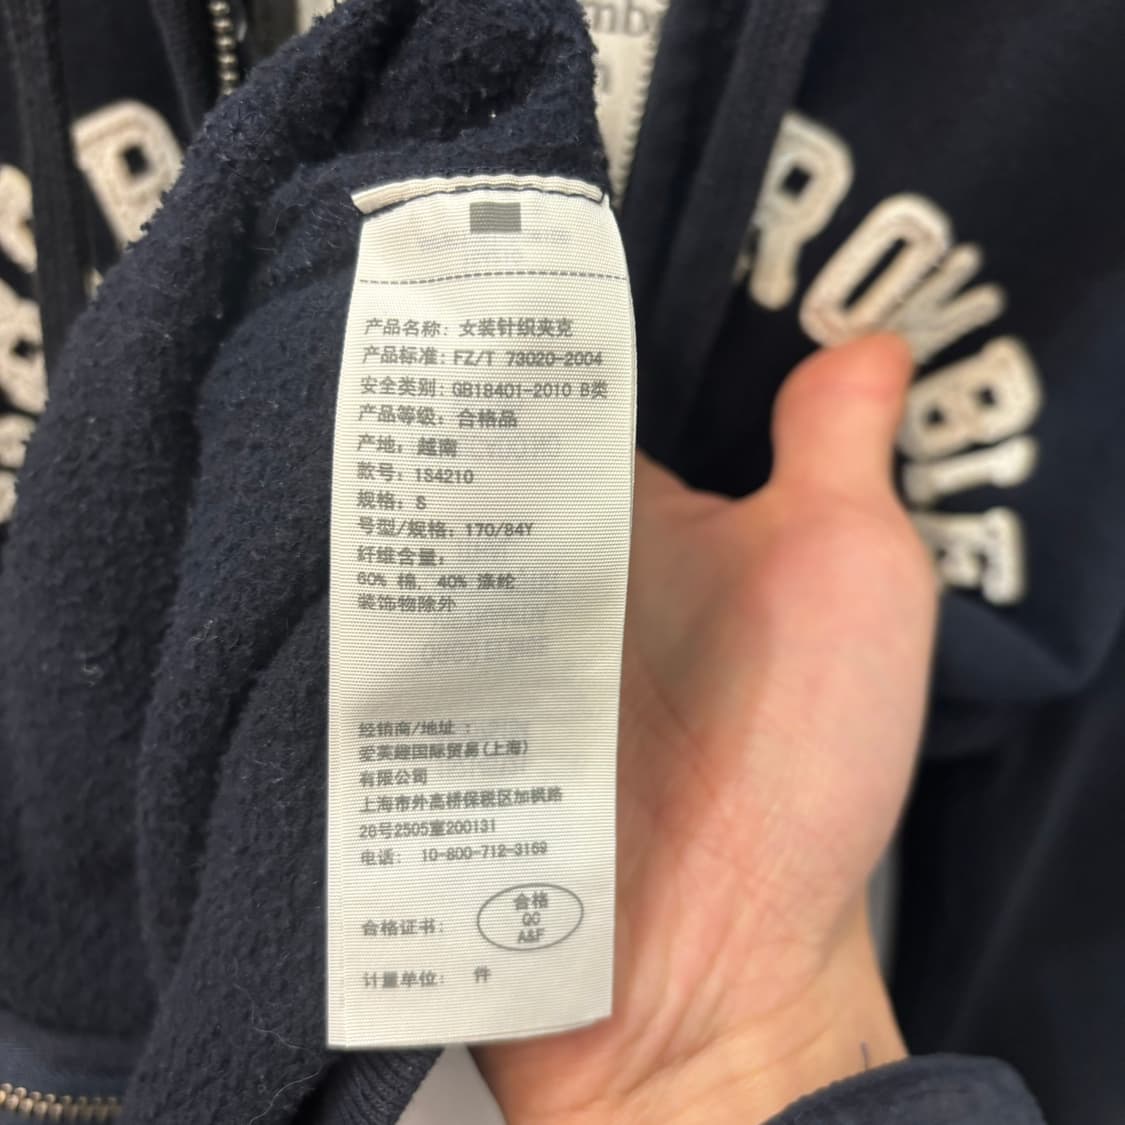 产品名称: 女装针织夹克
产品标准: FZ/T 73020-2004
安全类别: GB18401-2010 B类
产品等级: 合格品
产地: 越南
款号: 1S4210
规格: S
号型/规格: 170/84Y
纤维含量:
60% 棉, 40% 涤纶
装饰物除外
经销商/地址 :
爱芙趣国际贸易(上海)
有限公司
上海市外高桥保税区加枫路
28号2505室200131
电话: 10-800-712-3169
合格证书:
合格
QC
A&F
计量单位: 件
ROMBIE